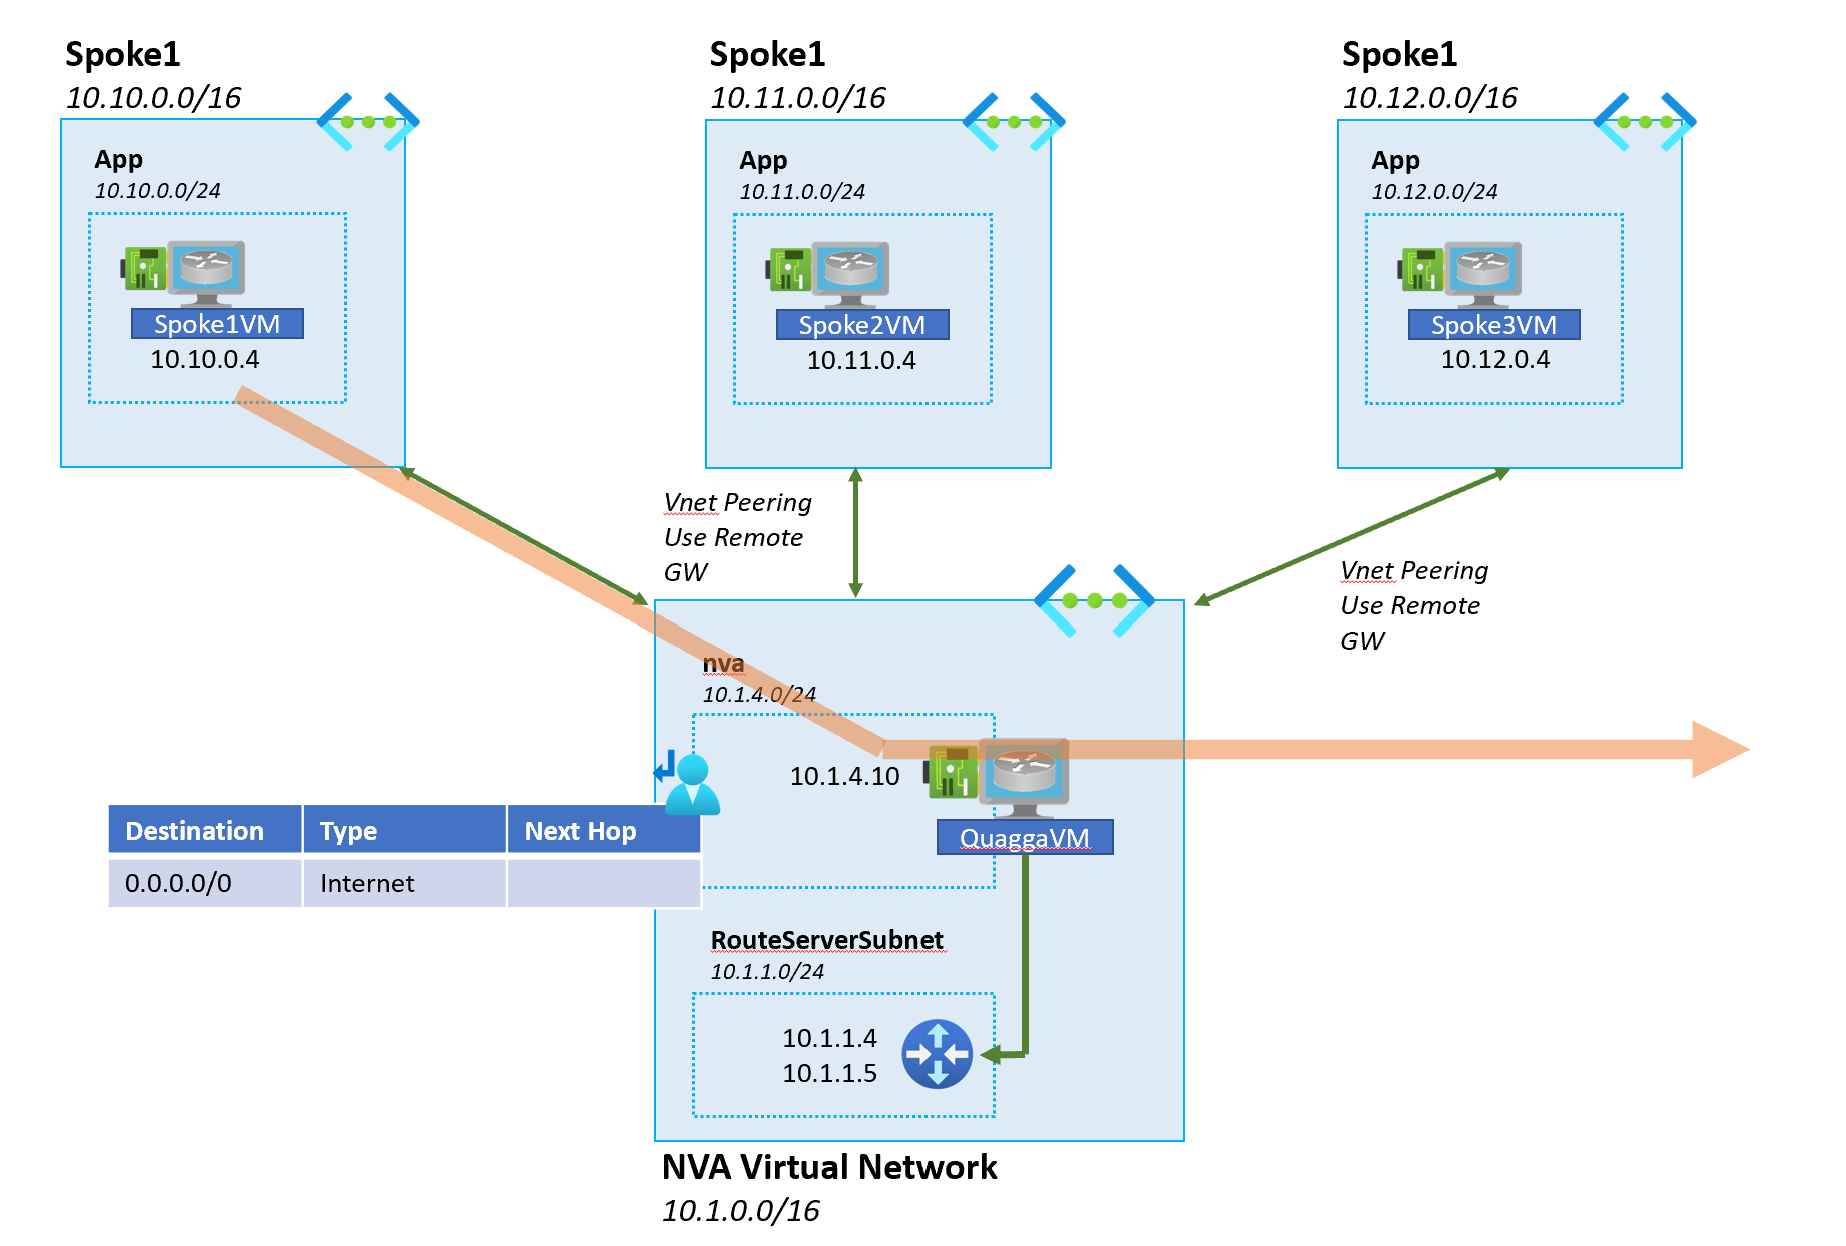 Spoke1
10.10.0.0/16
App
10.10.0.0/24
Spoke1VM
10.10.0.4
Spoke1
10.11.0.0/16
App
10.11.0.0/24
Spoke2VM
10.11.0.4
Spoke1
10.12.0.0/16
App
10.12.0.0/24
Spoke3VM
10.12.0.4
Vnet Peering
Use Remote
GW
Vnet Peering
Use Remote
GW
nva
10.1.4.0/24
10.1.4.10
QuaggaVM
Destination Type Next Hop
0.0.0.0/0 Internet
RouteServerSubnet
10.1.1.0/24
10.1.1.4
10.1.1.5
NVA Virtual Network
10.1.0.0/16